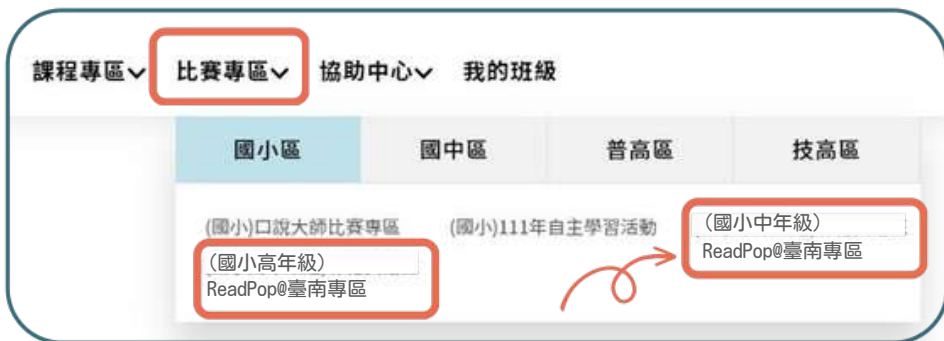 課程專區 比賽專區 協助中心 我的班級
國小區 國中區 普高區 技高區
(國小)口說大師比賽專區 (國小)111年自主學習活動 (國小中年級)
ReadPop@臺南專區
(國小高年級)
ReadPop@臺南專區